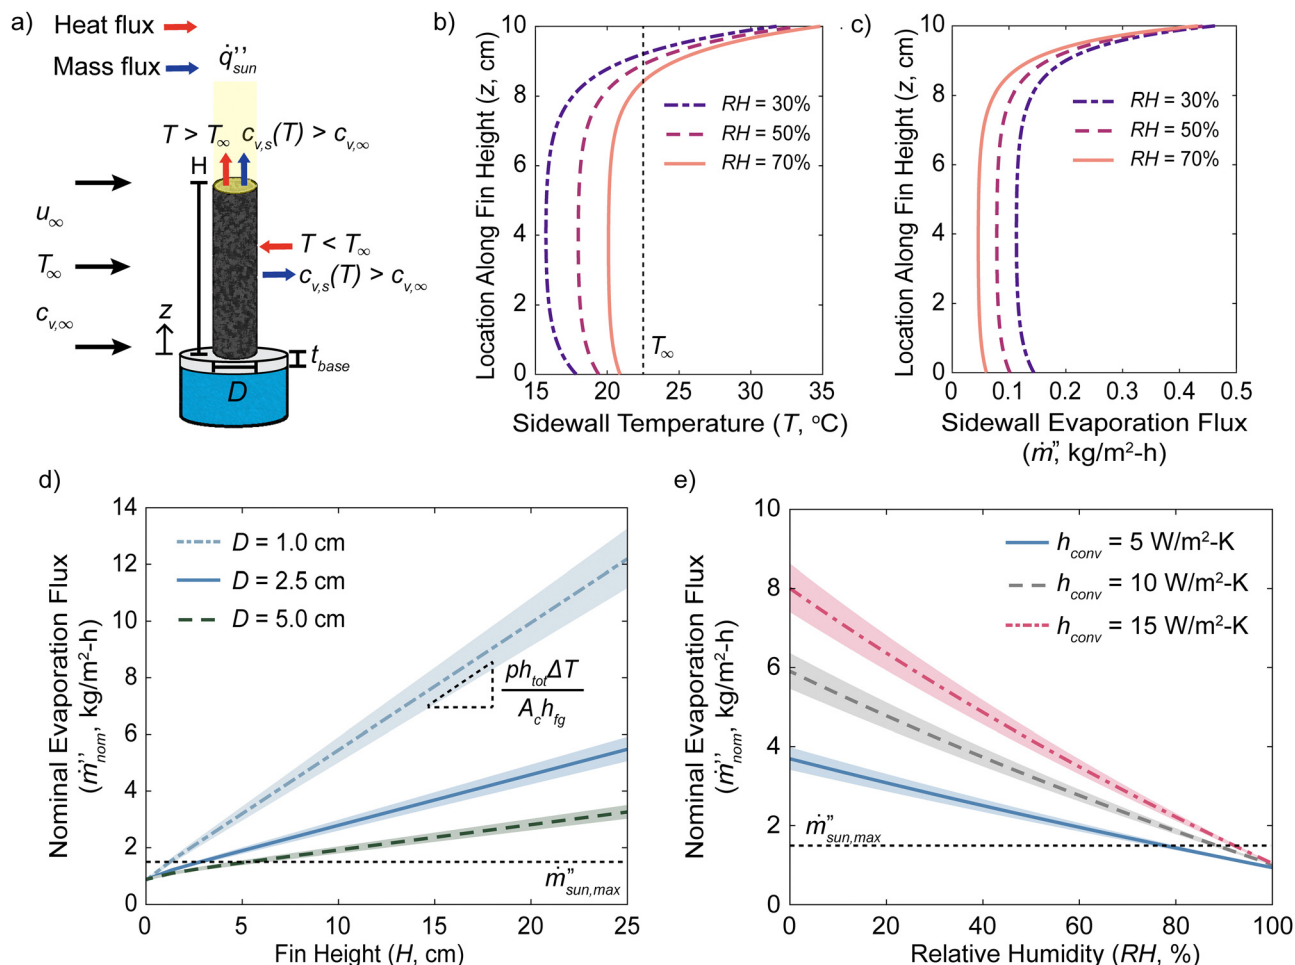 a)
Heat flux
Mass flux
q̇''sun
T > T∞ cv,s(T) > cv,∞
H
u∞
T∞
T < T∞
cv,s(T) > cv,∞
cv,∞
z
tbase
D
b)
Location Along Fin Height (z, cm)
10
8
6
4
2
0
RH = 30%
RH = 50%
RH = 70%
T∞
15 20 25 30 35
Sidewall Temperature (T, °C)
c)
Location Along Fin Height (z, cm)
10
8
6
4
2
0
RH = 30%
RH = 50%
RH = 70%
0 0.1 0.2 0.3 0.4 0.5
Sidewall Evaporation Flux
(ṁ'', kg/m²-h)
d)
Nominal Evaporation Flux
(ṁ''nom, kg/m²-h)
14
12
10
8
6
4
2
0
D = 1.0 cm
D = 2.5 cm
D = 5.0 cm
phtotΔT
Achfg
ṁ''sun,max
0 5 10 15 20 25
Fin Height (H, cm)
e)
Nominal Evaporation Flux
(ṁ''nom, kg/m²-h)
10
8
6
4
2
0
hconv = 5 W/m²-K
hconv = 10 W/m²-K
hconv = 15 W/m²-K
ṁ''sun,max
0 20 40 60 80 100
Relative Humidity (RH, %)